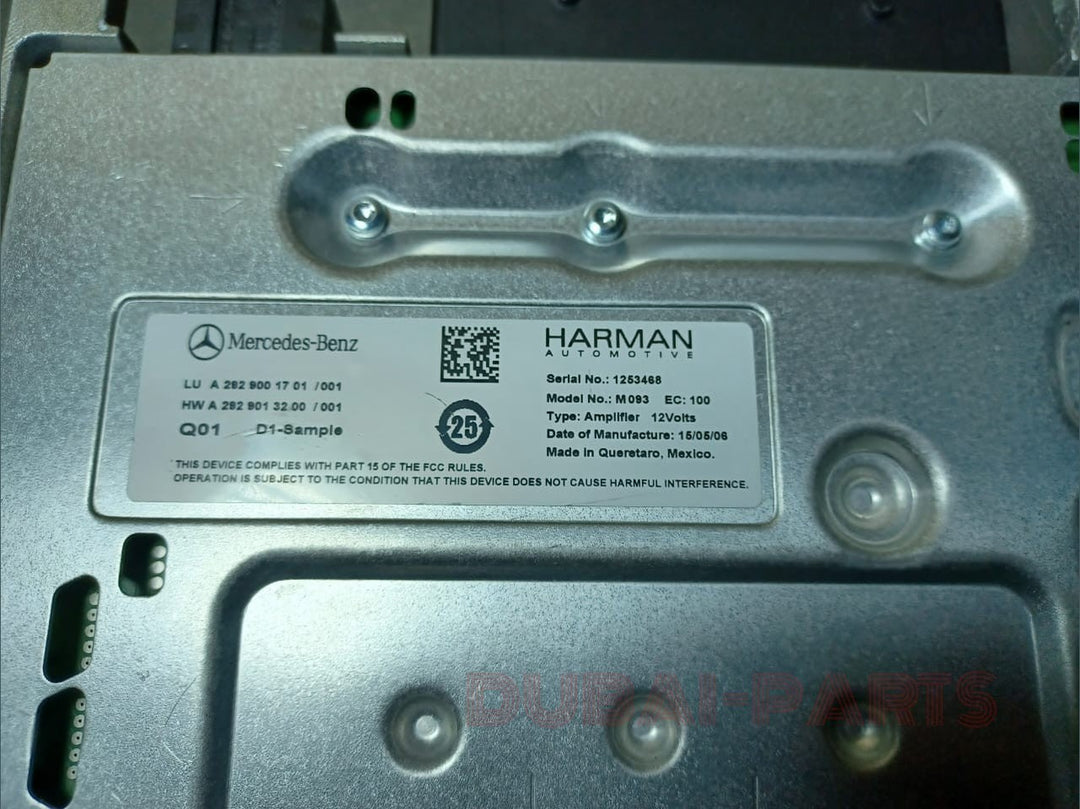 Mercedes-Benz
LU A 292 900 17 01 /001
HW A 292 901 32 00 /001
Q01 D1-Sample
25
HARMAN
AUTOMOTIVE
Serial No.: 1253468
Model No.: M093 EC: 100
Type: Amplifier 12Volts
Date of Manufacture: 15/05/06
Made in Queretaro, Mexico.
THIS DEVICE COMPLIES WITH PART 15 OF THE FCC RULES.
OPERATION IS SUBJECT TO THE CONDITION THAT THIS DEVICE DOES NOT CAUSE HARMFUL INTERFERENCE.
DUBAI-PARTS